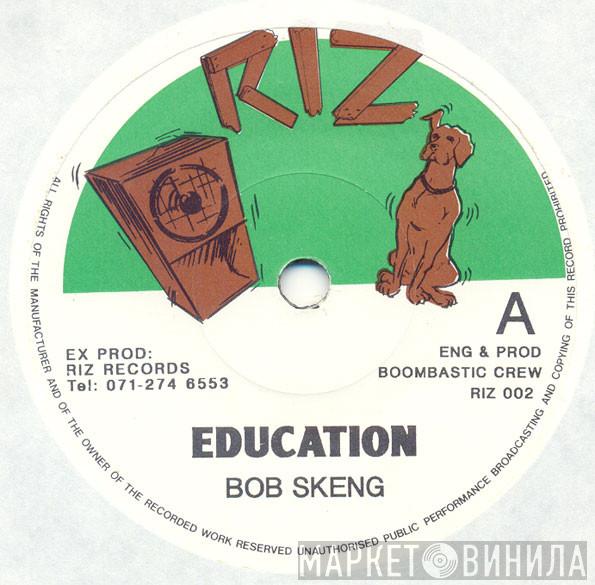 RIZ
A
EX PROD:
RIZ RECORDS
Tel: 071-274 6553
ENG & PROD
BOOMBASTIC CREW
RIZ 002
EDUCATION
BOB SKENG
ALL RIGHTS OF THE MANUFACTURER AND OF THE OWNER OF THE RECORDED WORK RESERVED UNAUTHORISED PUBLIC PERFORMANCE BROADCASTING AND COPYING OF THIS RECORD PROHIBITED
МАРКЕТ ВИНИЛА